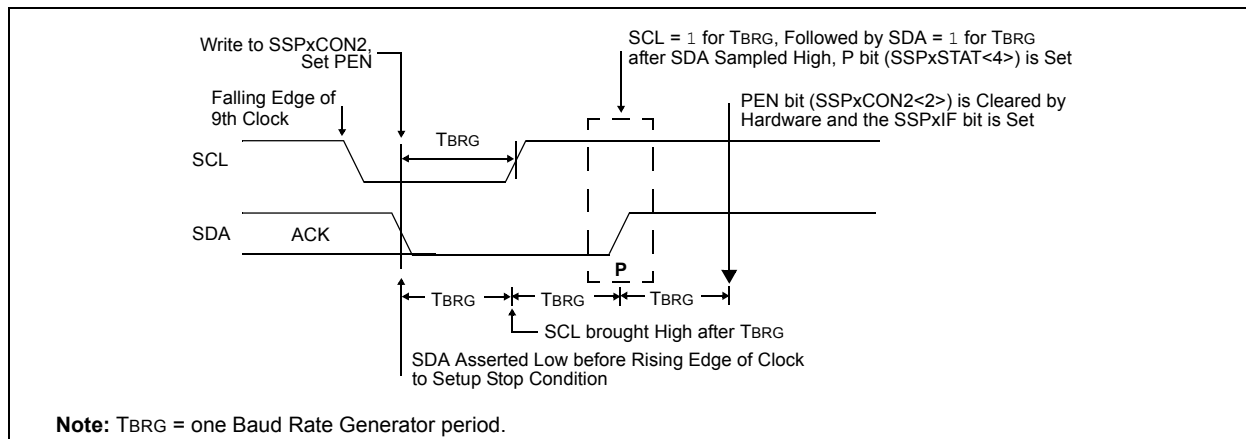 Write to SSPxCON2,
Set PEN
SCL = 1 for TBRG, Followed by SDA = 1 for TBRG
after SDA Sampled High, P bit (SSPxSTAT<4>) is Set
Falling Edge of
9th Clock
PEN bit (SSPxCON2<2>) is Cleared by
Hardware and the SSPxIF bit is Set
TBRG
SCL
SDA
ACK
P
TBRG
TBRG
TBRG
SCL brought High after TBRG
SDA Asserted Low before Rising Edge of Clock
to Setup Stop Condition
Note: TBRG = one Baud Rate Generator period.